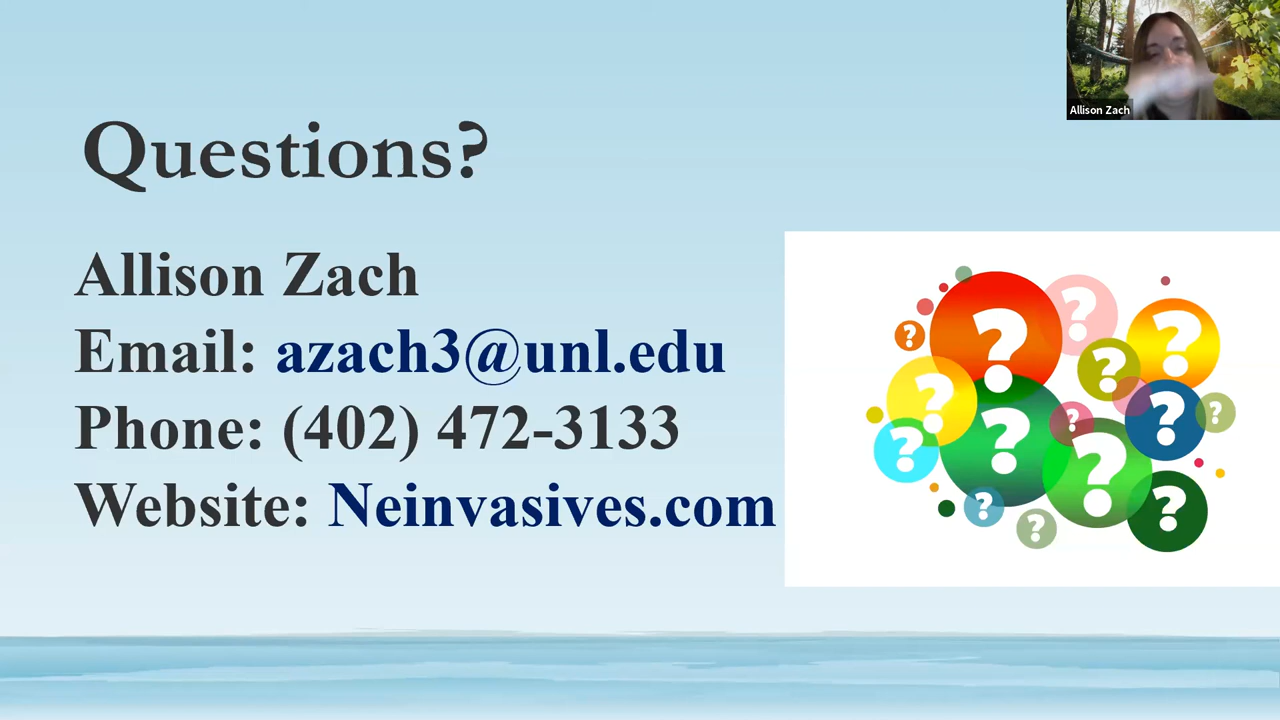 Allison Zach
Questions?
Allison Zach
Email: azach3@unl.edu
Phone: (402) 472-3133
Website: Neinvasives.com
? ? ? ? ? ? ? ? ? ? ? ? ? ?